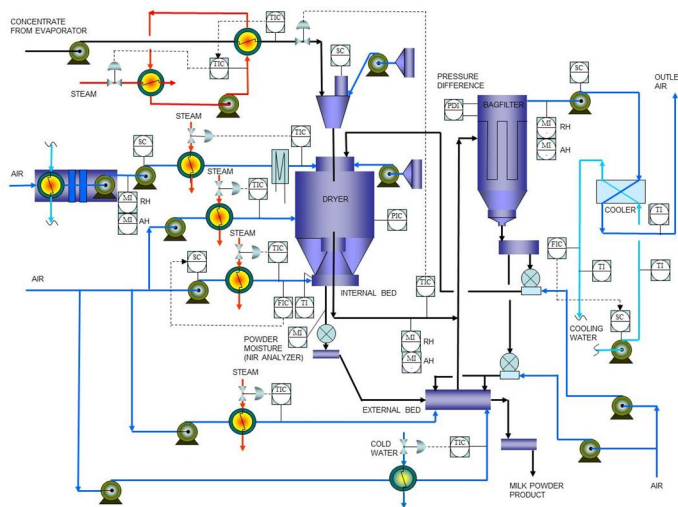 CONCENTRATE
FROM EVAPORATOR
TIC
TIC
TIC
SC
STEAM
PRESSURE
DIFFERENCE
SC
OUTLE
AIR
PDI
BAGFILTER
MI
RH
MI
AH
STEAM
SC
TIC
STEAM
AIR
MI
RH
MI
AH
TIC
DRYER
PIC
COOLER
TI
STEAM
SC
TIC
AIR
FIC
TI
INTERNAL BED
TIC
FIC
TI
TI
SC
COOLING
WATER
POWDER
MOISTURE
(NIR ANALYZER)
MI
MI
RH
MI
AH
STEAM
TIC
EXTERNAL BED
COLD
WATER
TIC
AIR
MILK POWDER
PRODUCT